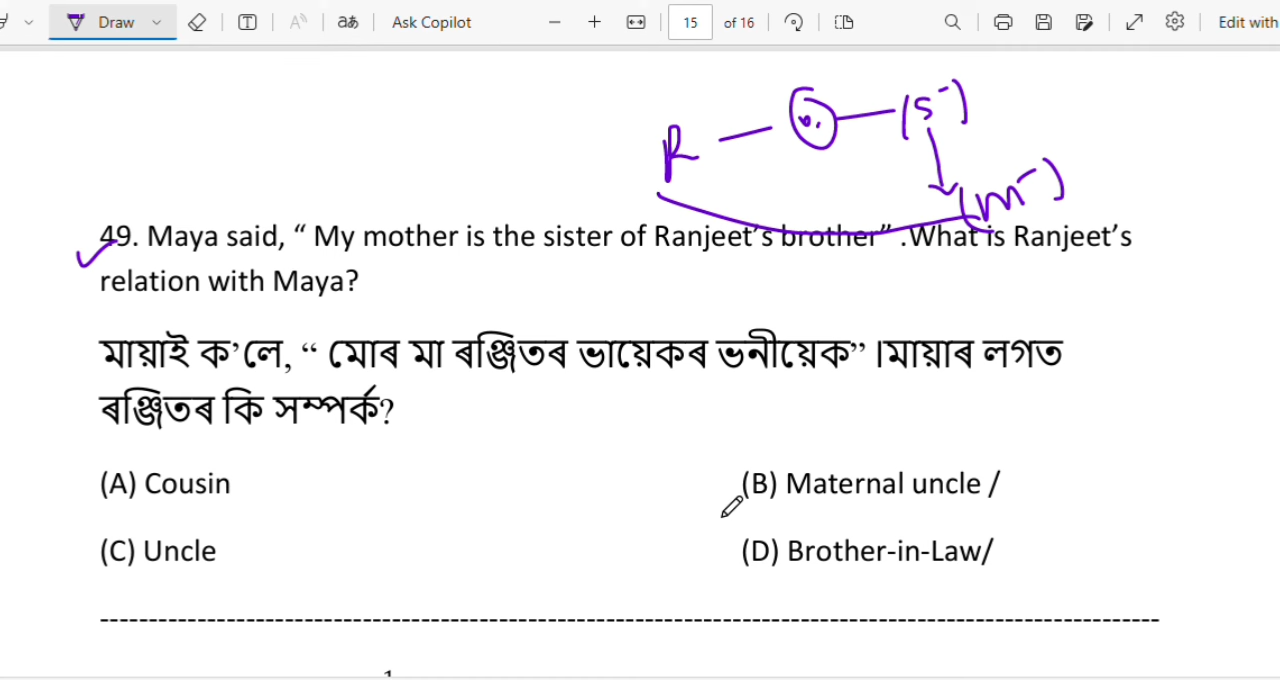 Draw
aあ
Ask Copilot
15 of 16
Edit with
R — b. — (S⁻)
(m⁻)
49. Maya said, “ My mother is the sister of Ranjeet’s brother” .What is Ranjeet’s
relation with Maya?
মায়াই ক’লে, “ মোৰ মা ৰঞ্জিতৰ ভায়েকৰ ভনীয়েক” ।মায়াৰ লগত
ৰঞ্জিতৰ কি সম্পৰ্ক?
(A) Cousin (B) Maternal uncle /
(C) Uncle (D) Brother-in-Law/
--------------------------------------------------------------------------------------------------------------